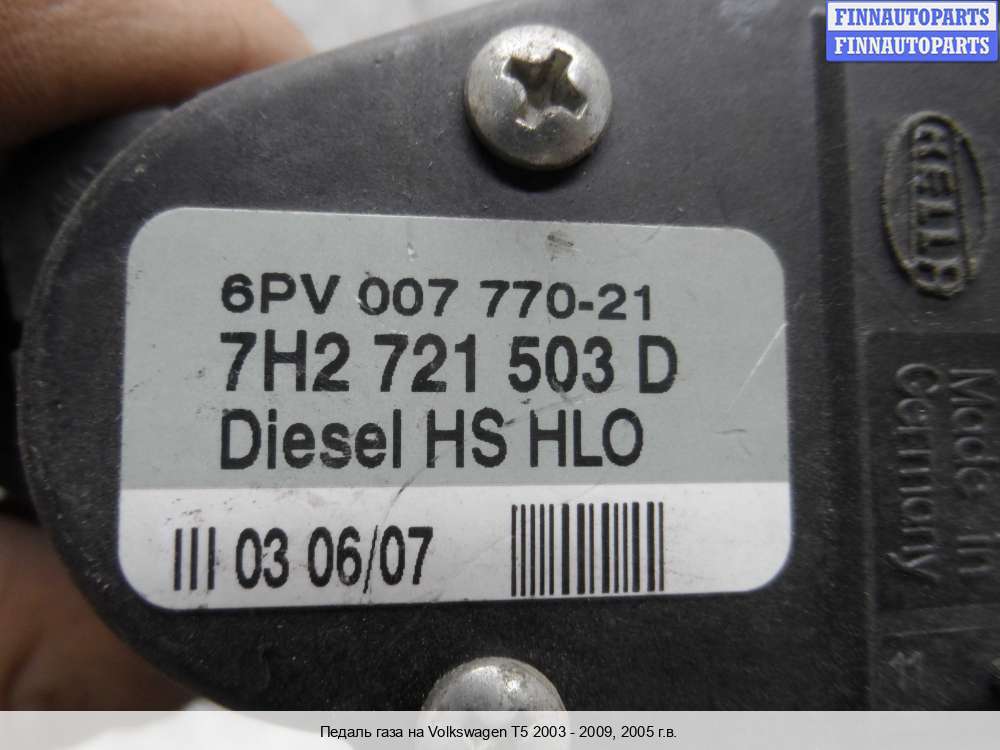 FINNAUTOPARTS
FINNAUTOPARTS
HELLA
6PV 007 770-21
7H2 721 503 D
Diesel HS HLO
||| 03 06/07
Made in
Germany
11
Педаль газа на Volkswagen T5 2003 - 2009, 2005 г.в.